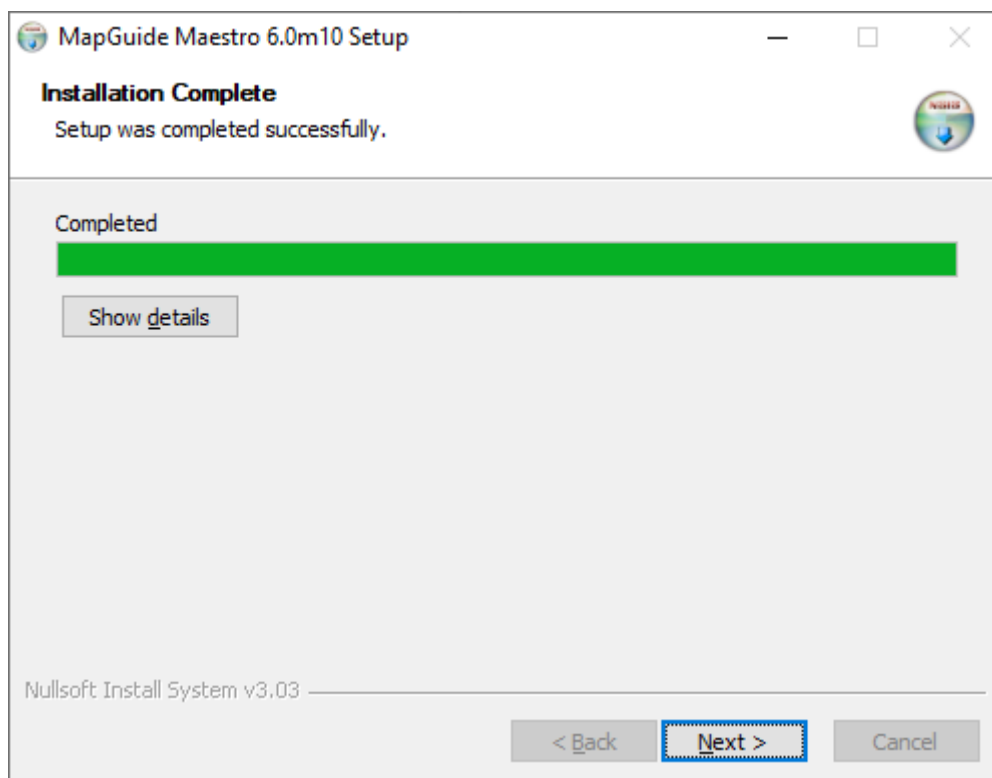 MapGuide Maestro 6.0m10 Setup
Installation Complete
Setup was completed successfully.
NSIS
Completed
Show details
Nullsoft Install System v3.03
< Back
Next >
Cancel